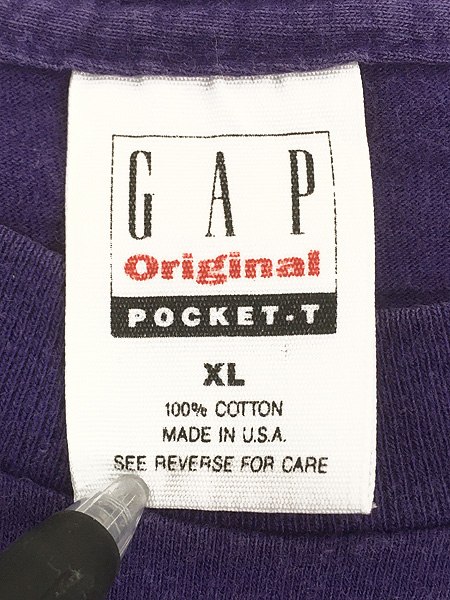 GAP
Original
POCKET-T
XL
100% COTTON
MADE IN U.S.A.
SEE REVERSE FOR CARE